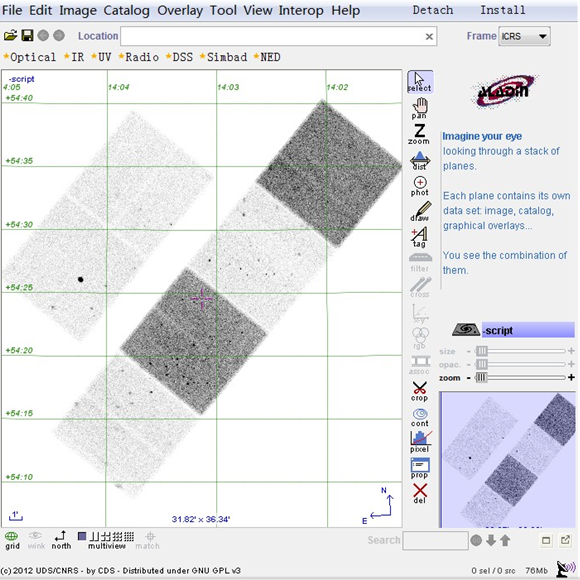 File Edit Image Catalog Overlay Tool View Interop Help Detach Install
Location Frame ICRS
Optical IR UV Radio DSS Simbad NED
-script
4:05 14:04 14:03 14:02
+54:40
+54:35
+54:30
+54:25
+54:20
+54:15
+54:10
1'
31.82' x 36.34'
N
E
select
pan
zoom
dist
phot
draw
tag
filter
cross
rgb
assoc
crop
cont
pixel
prop
del
ALADIN
Imagine your eye
looking through a stack of
planes.
Each plane contains its own
data set: image, catalog,
graphical overlays...
You see the combination of
them.
-script
size
opac.
zoom
grid wink north multiview match
Search
(c) 2012 UDS/CNRS - by CDS - Distributed under GNU GPL v3 0 sel / 0 src 76Mb